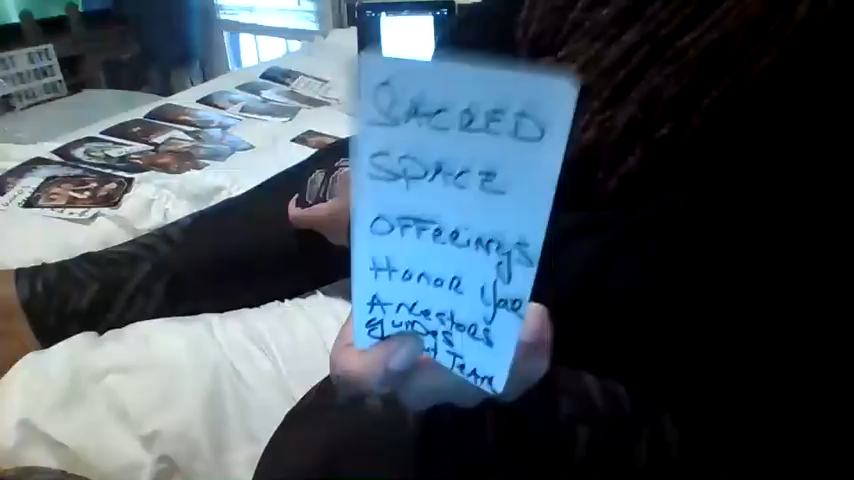 SACRED
SPACE
OFFERINGS
Honor your
Ancestors
guides
Team